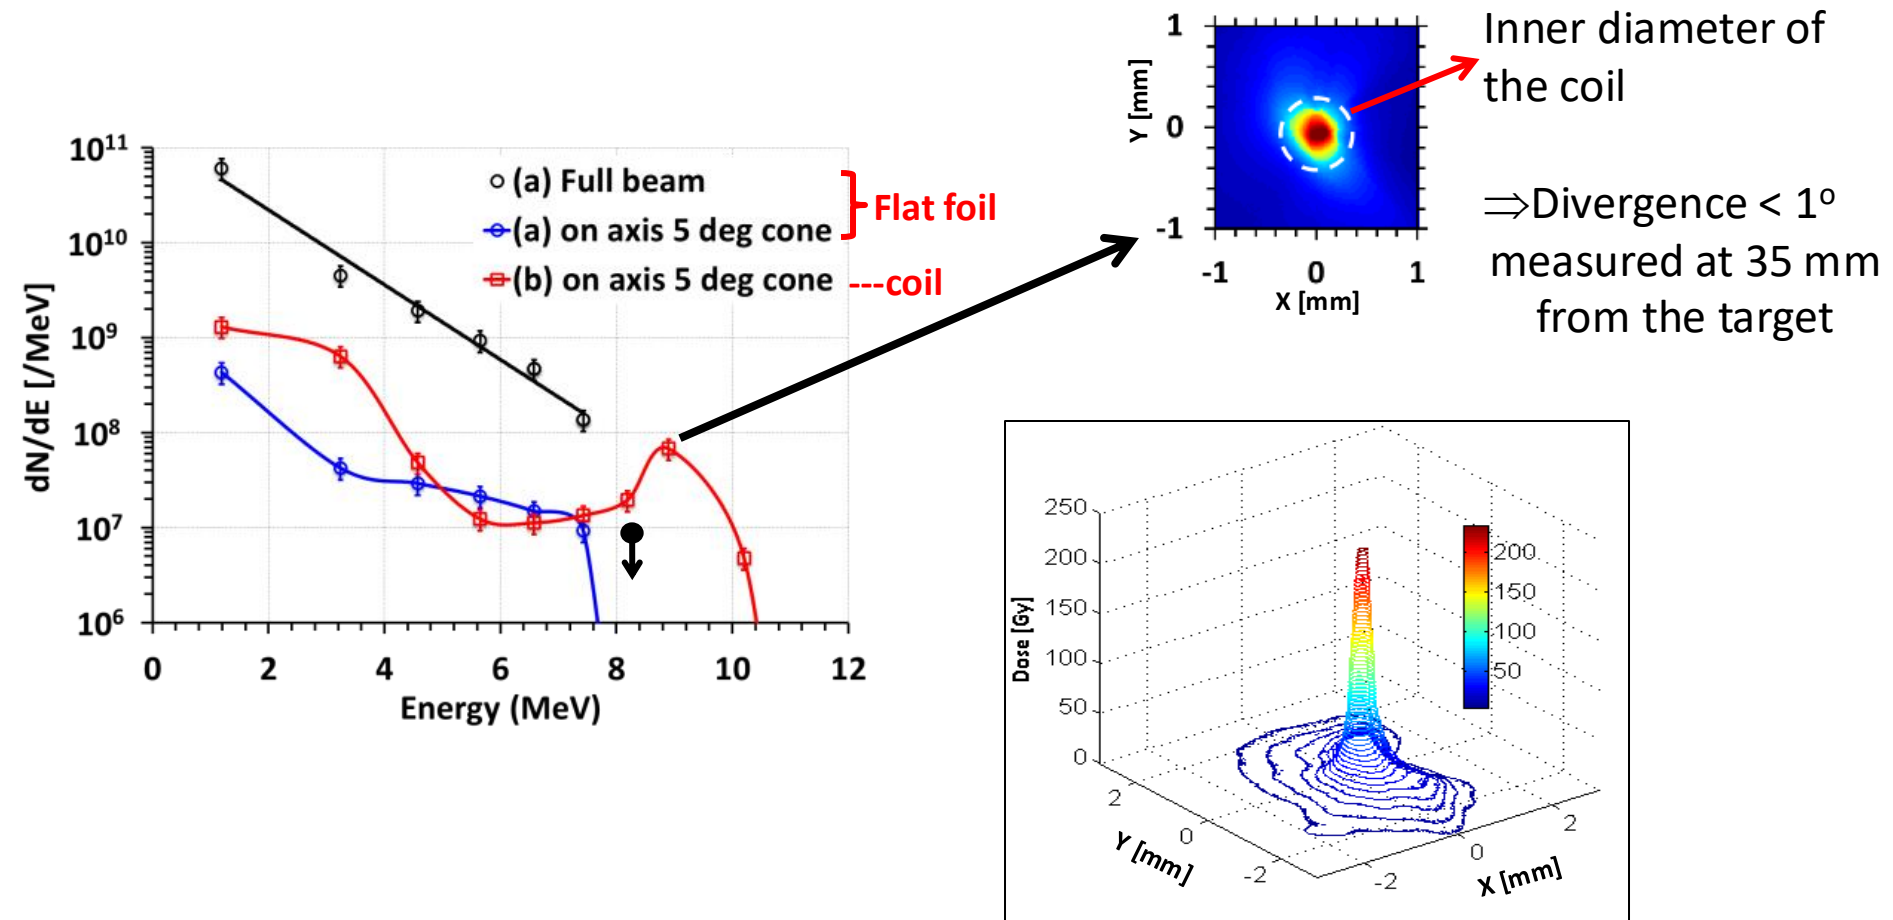 10¹¹
10¹⁰
10⁹
10⁸
10⁷
10⁶
dN/dE [/MeV]
(a) Full beam
(a) on axis 5 deg cone
(b) on axis 5 deg cone
Flat foil
---coil
0 2 4 6 8 10 12
Energy (MeV)
1
0
-1
Y [mm]
-1 0 1
X [mm]
Inner diameter of
the coil
⇒Divergence < 1º
measured at 35 mm
from the target
250
200
150
100
50
0
Dose [Gy]
200
150
100
50
2
0
-2
Y [mm]
-2
0
2
X [mm]